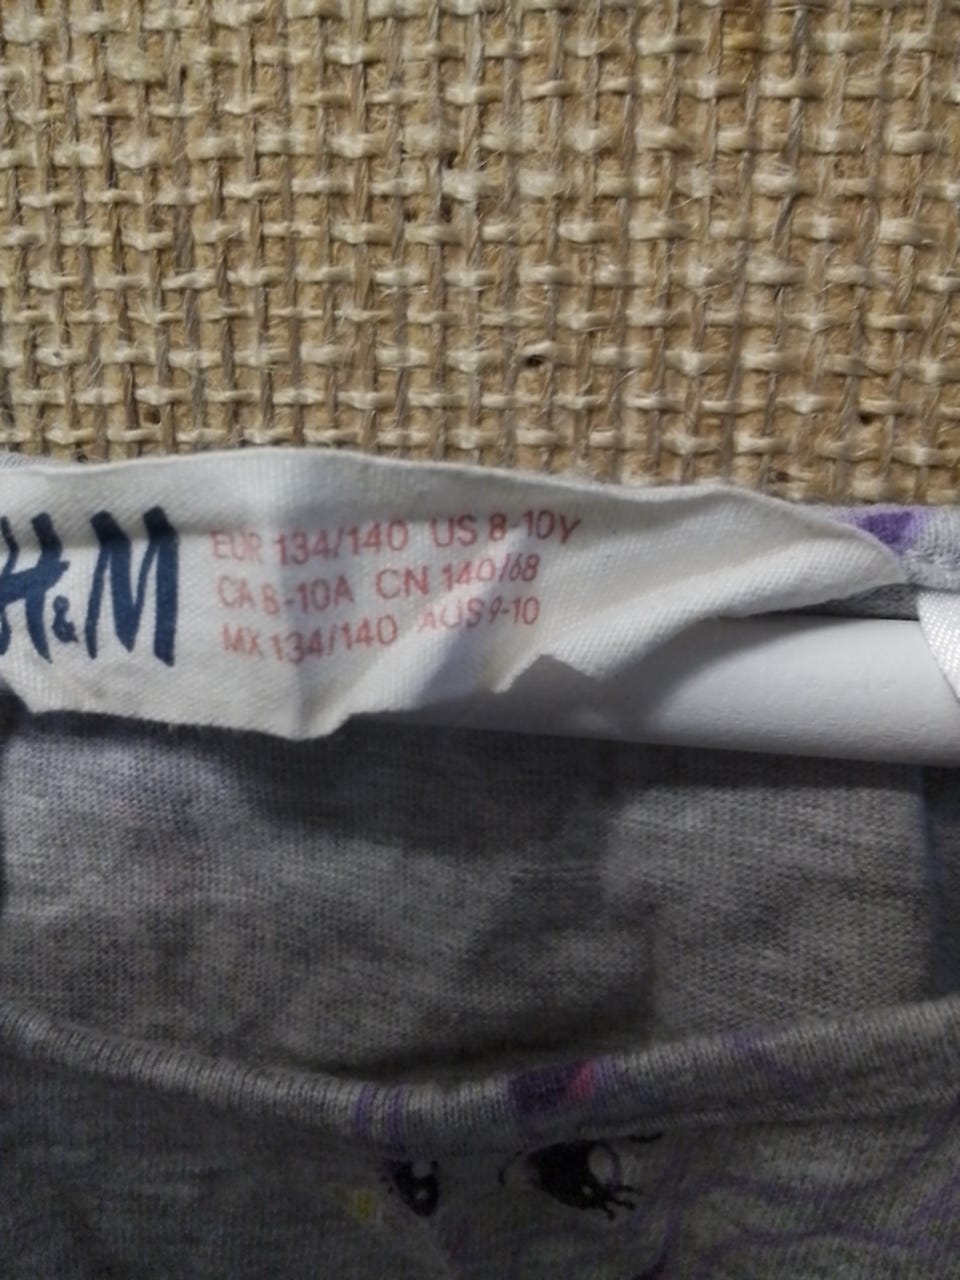 H&M
EUR 134/140 US 8-10Y
CA 8-10A CN 140/68
MX 134/140 AUS 9-10